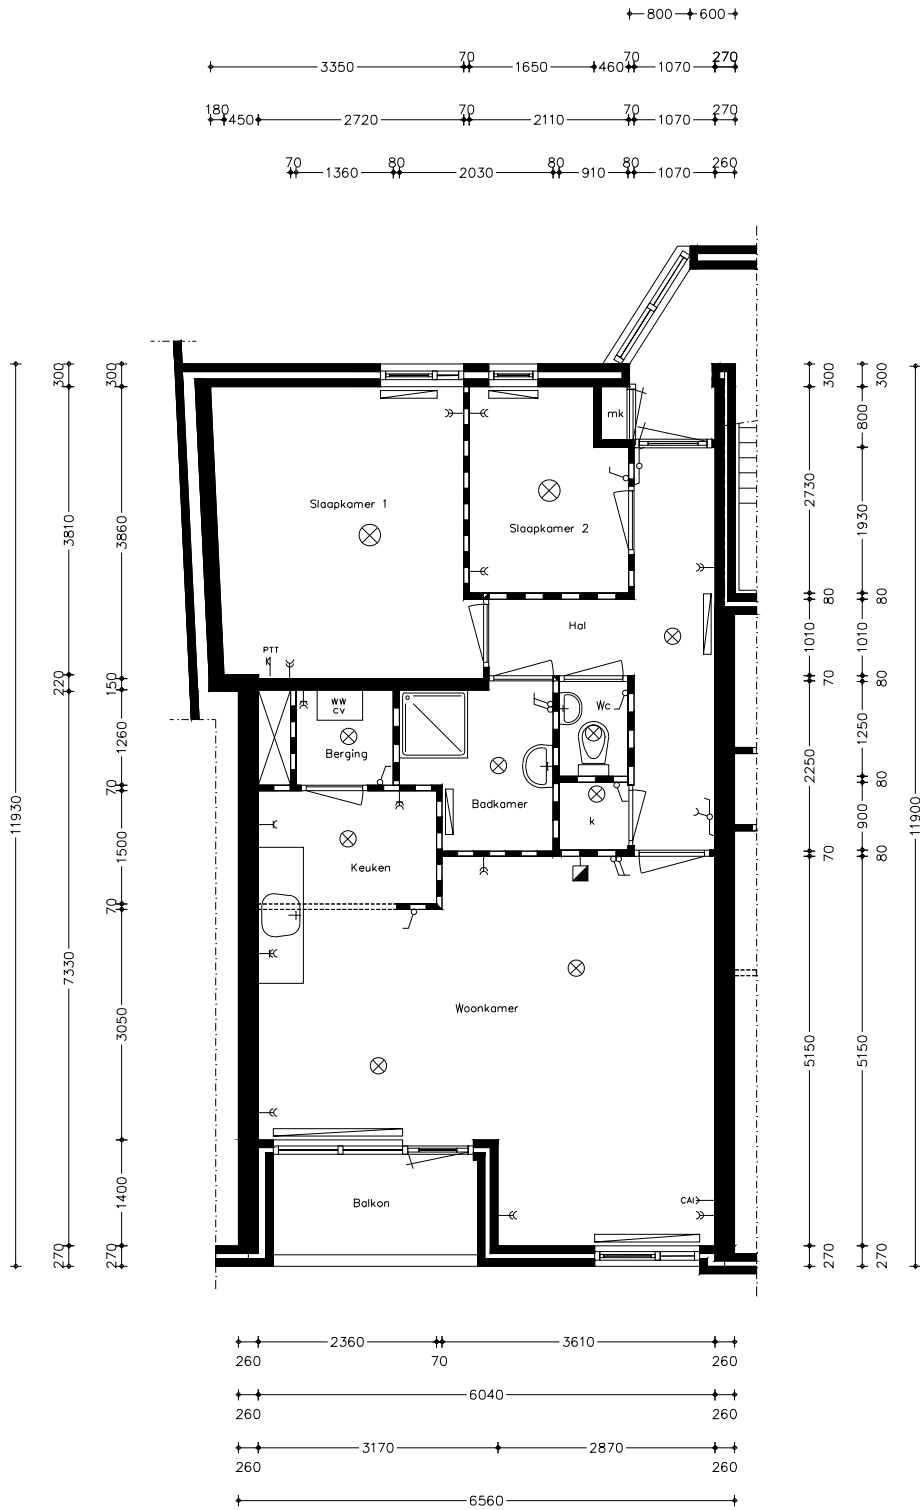 800 600
70 70 270
3350 1650 460 1070
180 70 70 270
450 2720 2110 1070
70 80 80 80 260
1360 2030 910 1070
300 300 300 300
mk
800
Slaapkamer 1
Slaapkamer 2
2730
3810 3860 1930
11930 11900
80 80
Hal
1010 1010
PTT
220 150 70 80
WW
CV
Wc
Berging
1260 1250
2250
70 80
Badkamer
k
900
1500
Keuken
70 80
70
7330
3050
Woonkamer
5150 5150
CAI
1400
Balkon
270 270 270 270
2360 3610
260 70 260
6040
260 260
3170 2870
260 260
6560